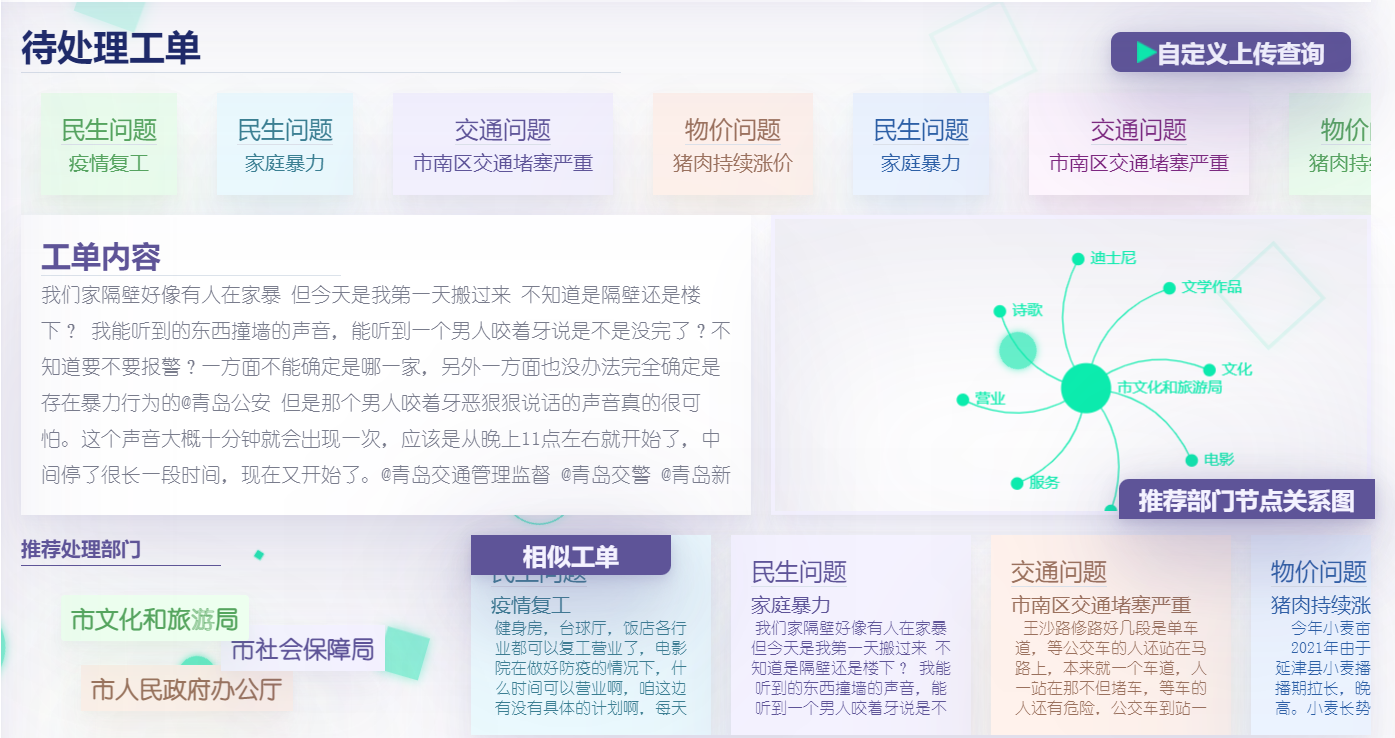 待处理工单
▶自定义上传查询
民生问题
疫情复工
民生问题
家庭暴力
交通问题
市南区交通堵塞严重
物价问题
猪肉持续涨价
民生问题
家庭暴力
交通问题
市南区交通堵塞严重
物价
猪肉持
工单内容
我们家隔壁好像有人在家暴 但今天是我第一天搬过来 不知道是隔壁还是楼
下？ 我能听到的东西撞墙的声音，能听到一个男人咬着牙说是不是没完了？不
知道要不要报警？一方面不能确定是哪一家，另外一方面也没办法完全确定是
存在暴力行为的@青岛公安 但是那个男人咬着牙恶狠狠说话的声音真的很可
怕。这个声音大概十分钟就会出现一次，应该是从晚上11点左右就开始了，中
间停了很长一段时间，现在又开始了。@青岛交通管理监督 @青岛交警 @青岛新
迪士尼
文学作品
诗歌
文化
市文化和旅游局
营业
电影
服务
推荐部门节点关系图
推荐处理部门
市文化和旅游局
市社会保障局
市人民政府办公厅
相似工单
民生问题
疫情复工
健身房，台球厅，饭店各行
业都可以复工营业了，电影
院在做好防疫的情况下，什
么时间可以营业啊，咱这边
有没有具体的计划啊，每天
民生问题
家庭暴力
我们家隔壁好像有人在家暴
但今天是我第一天搬过来 不
知道是隔壁还是楼下？ 我能
听到的东西撞墙的声音，能
听到一个男人咬着牙说是不
交通问题
市南区交通堵塞严重
王沙路修路好几段是单车
道，等公交车的人还站在马
路上，本来就一个车道，人
一站在那不但堵车，等车的
人还有危险，公交车到站一
物价问题
猪肉持续涨
今年小麦亩
2021年由于
延津县小麦播
播期拉长，晚
高。小麦长势